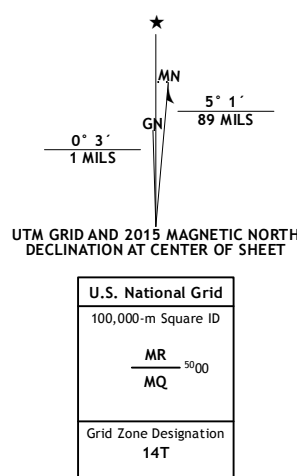 MN
5° 1´
89 MILS
GN
0° 3´
1 MILS
UTM GRID AND 2015 MAGNETIC NORTH
DECLINATION AT CENTER OF SHEET
U.S. National Grid
100,000-m Square ID
MR
5000
MQ
Grid Zone Designation
14T